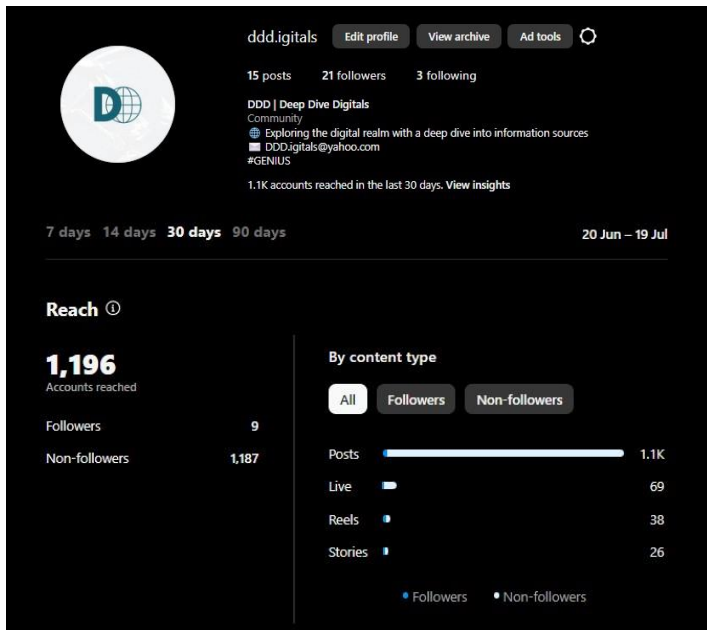 ddd.igitals Edit profile View archive Ad tools
15 posts 21 followers 3 following
D
DDD | Deep Dive Digitals
Community
🌐 Exploring the digital realm with a deep dive into information sources
✉️ DDD.igitals@yahoo.com
#GENIUS
1.1K accounts reached in the last 30 days. View insights
7 days 14 days 30 days 90 days
20 Jun – 19 Jul
Reach
1,196
Accounts reached
Followers 9
Non-followers 1,187
By content type
All Followers Non-followers
Posts 1.1K
Live 69
Reels 38
Stories 26
Followers Non-followers